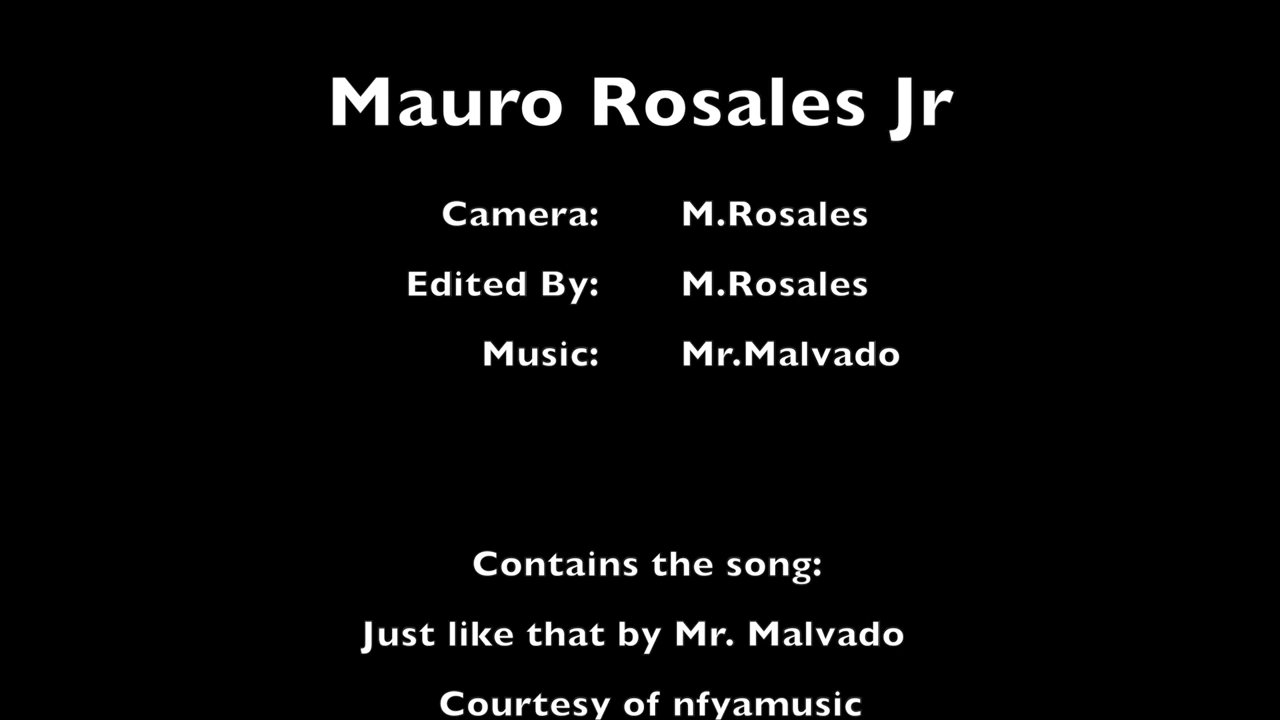 Mauro Rosales Jr
Camera: M.Rosales
Edited By: M.Rosales
Music: Mr.Malvado
Contains the song:
Just like that by Mr. Malvado
Courtesy of nfyamusic